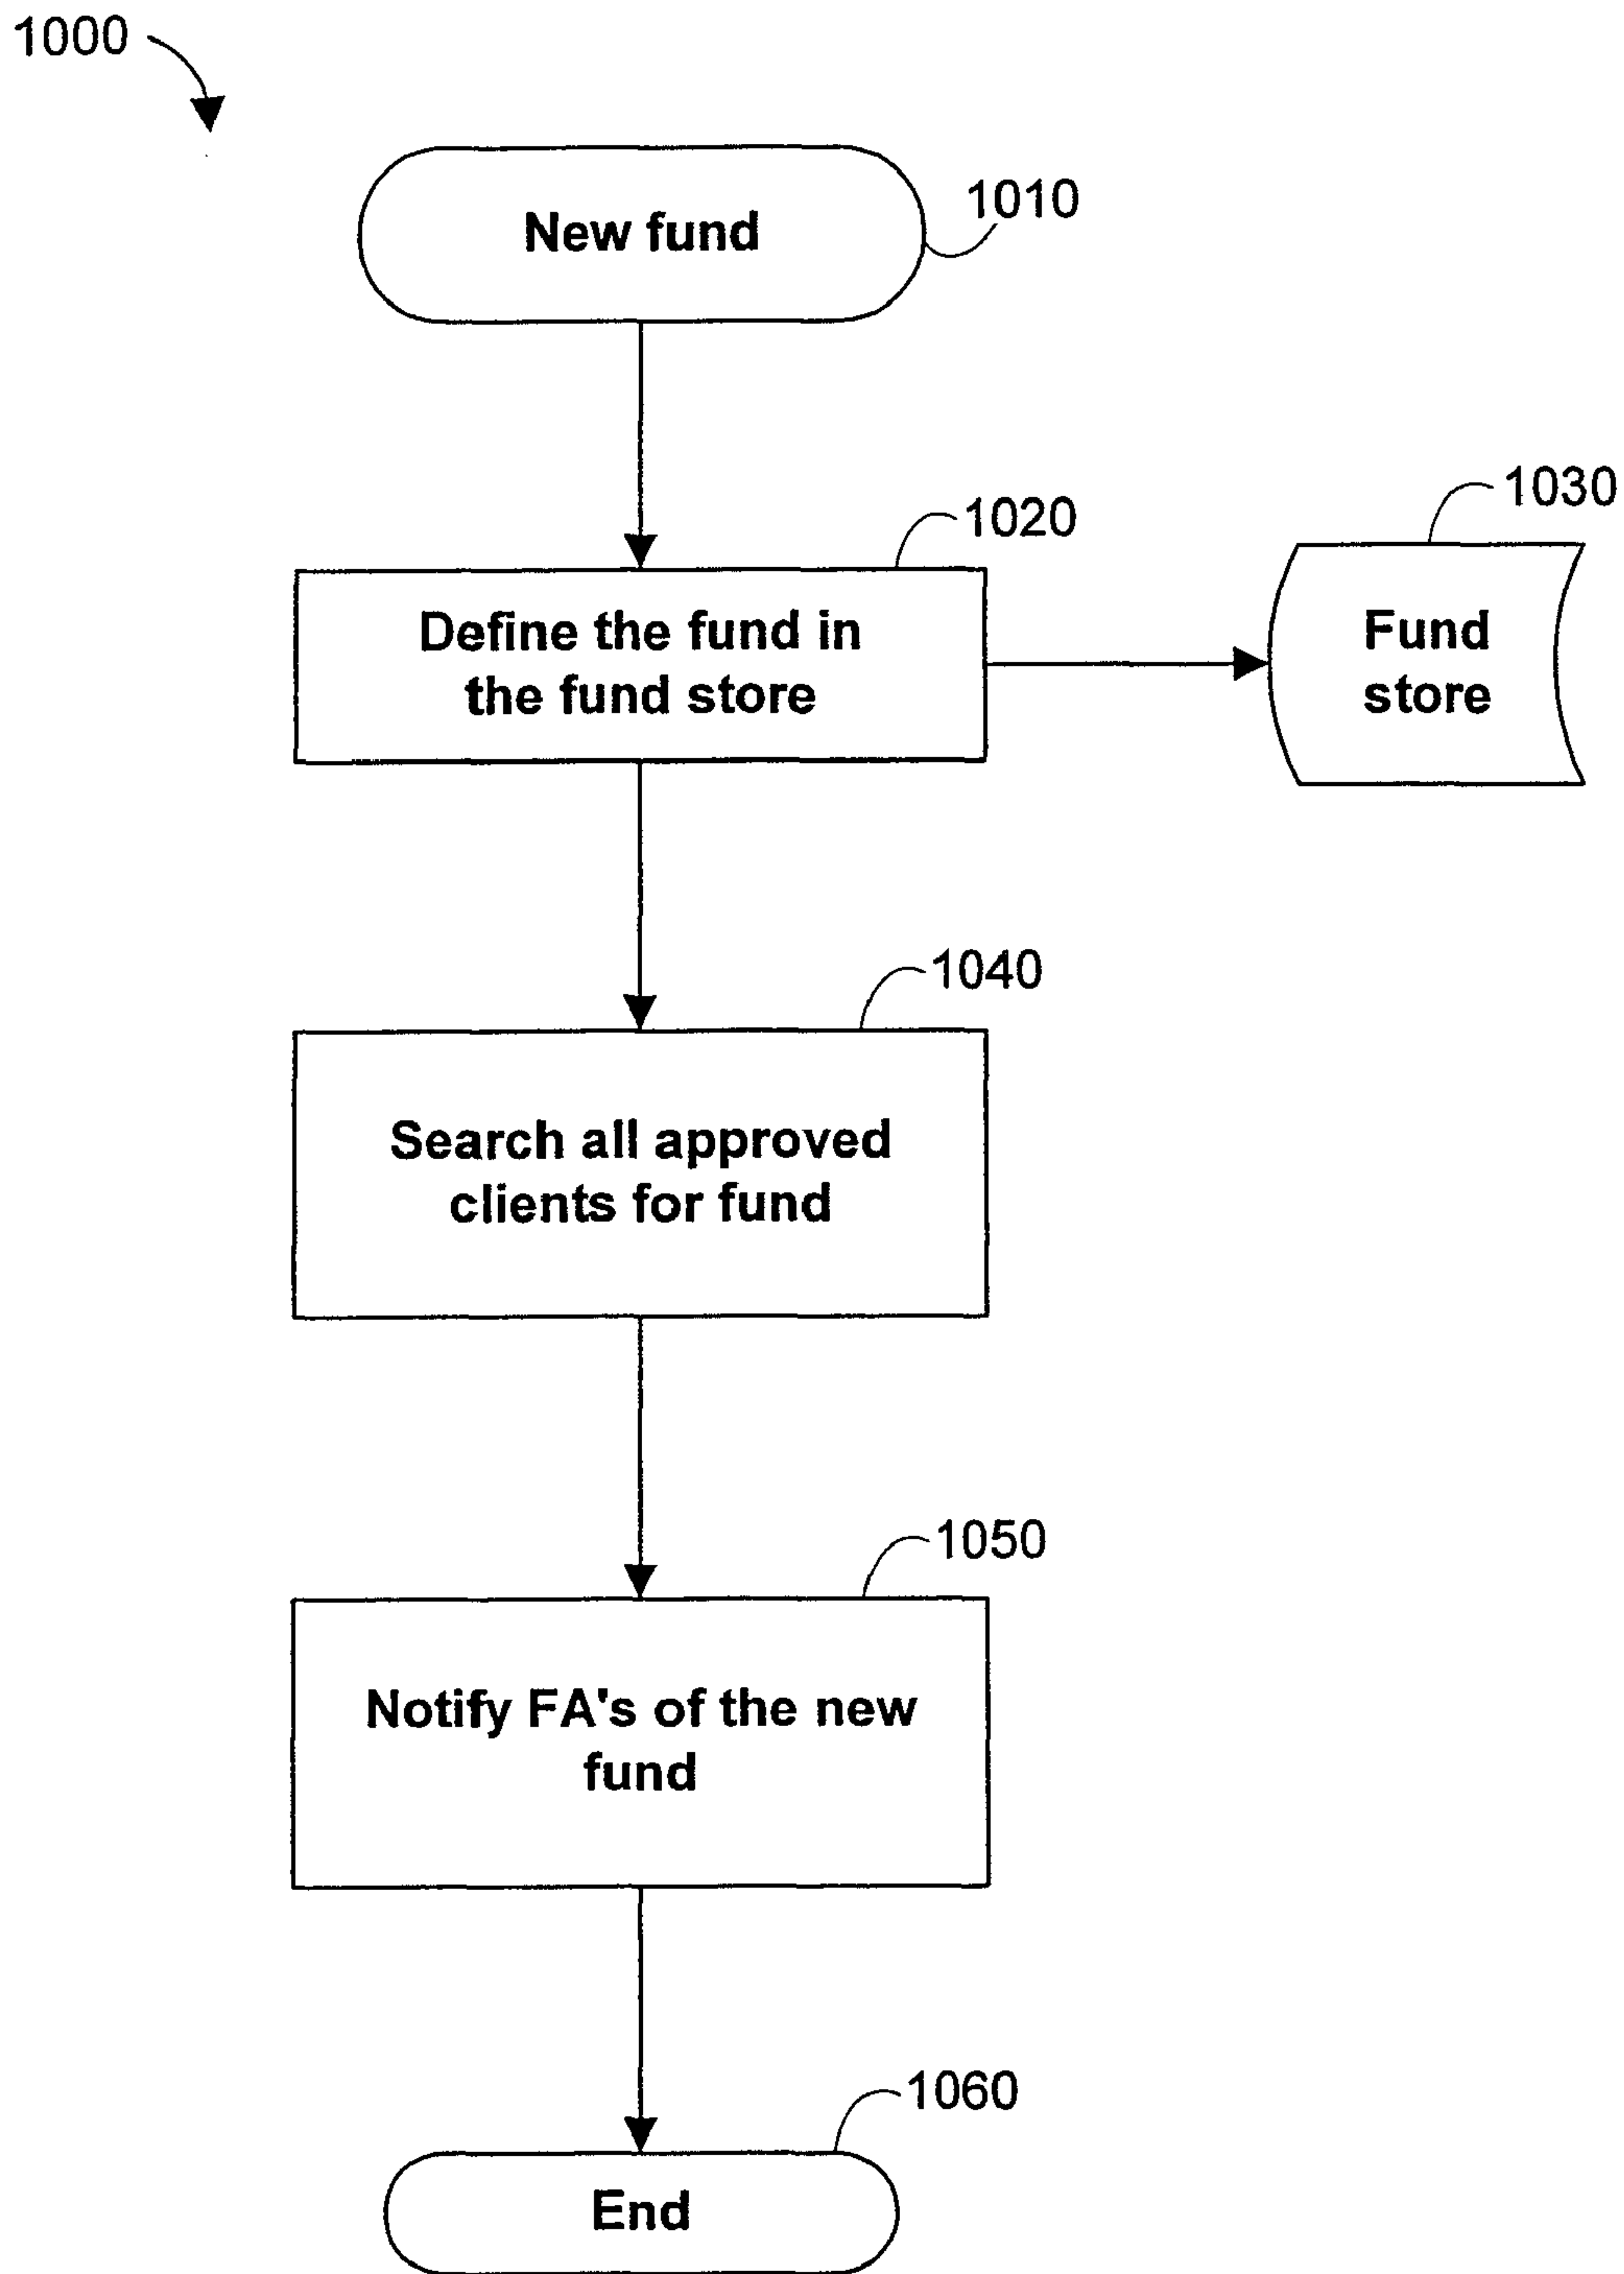 1000
New fund
1010
1020
Define the fund in
the fund store
1030
Fund
store
1040
Search all approved
clients for fund
1050
Notify FA's of the new
fund
1060
End